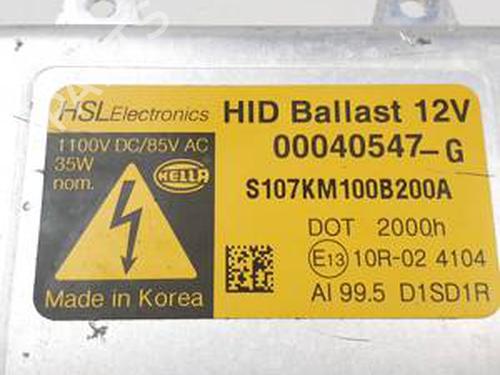 HSLElectronics HID Ballast 12V
1100V DC/85V AC
35W
nom.
HELLA
00040547-G
S107KM100B200A
DOT 2000h
E13 10R-02 4104
AI 99.5 D1SD1R
Made in Korea